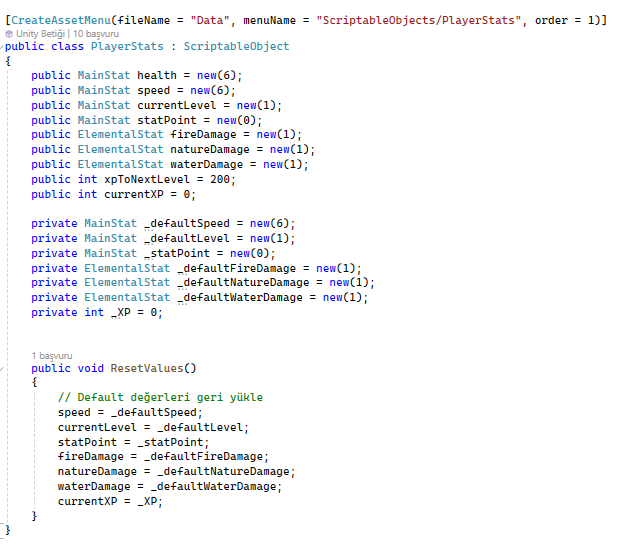 [CreateAssetMenu(fileName = "Data", menuName = "ScriptableObjects/PlayerStats", order = 1)]
Unity Betiği | 10 başvuru
public class PlayerStats : ScriptableObject
{
    public MainStat health = new(6);
    public MainStat speed = new(6);
    public MainStat currentLevel = new(1);
    public MainStat statPoint = new(0);
    public ElementalStat fireDamage = new(1);
    public ElementalStat natureDamage = new(1);
    public ElementalStat waterDamage = new(1);
    public int xpToNextLevel = 200;
    public int currentXP = 0;

    private MainStat _defaultSpeed = new(6);
    private MainStat _defaultLevel = new(1);
    private MainStat _statPoint = new(0);
    private ElementalStat _defaultFireDamage = new(1);
    private ElementalStat _defaultNatureDamage = new(1);
    private ElementalStat _defaultWaterDamage = new(1);
    private int _XP = 0;

    1 başvuru
    public void ResetValues()
    {
        // Default değerleri geri yükle
        speed = _defaultSpeed;
        currentLevel = _defaultLevel;
        statPoint = _statPoint;
        fireDamage = _defaultFireDamage;
        natureDamage = _defaultNatureDamage;
        waterDamage = _defaultWaterDamage;
        currentXP = _XP;
    }
}